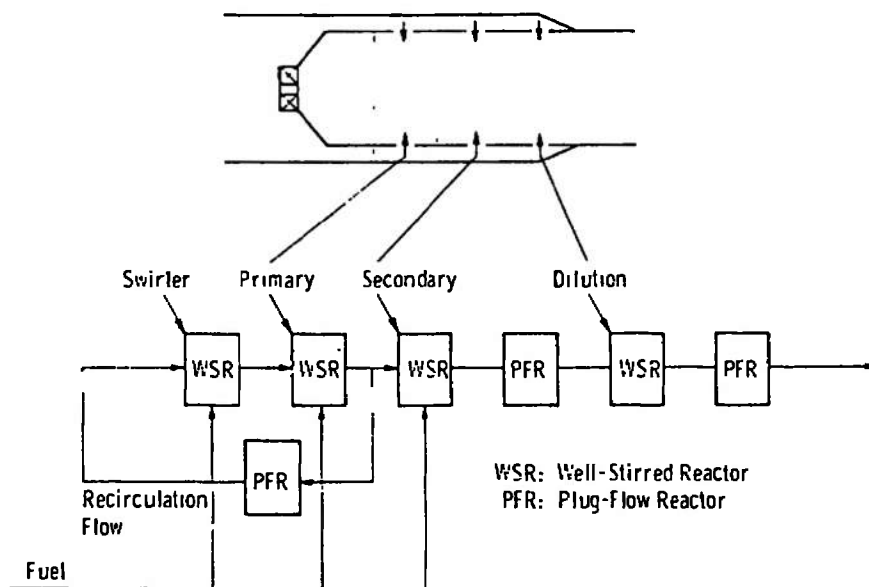 Swirler Primary Secondary Dilution
WSR WSR WSR PFR WSR PFR
PFR
WSR: Well-Stirred Reactor
PFR: Plug-Flow Reactor
Recirculation
Flow
Fuel